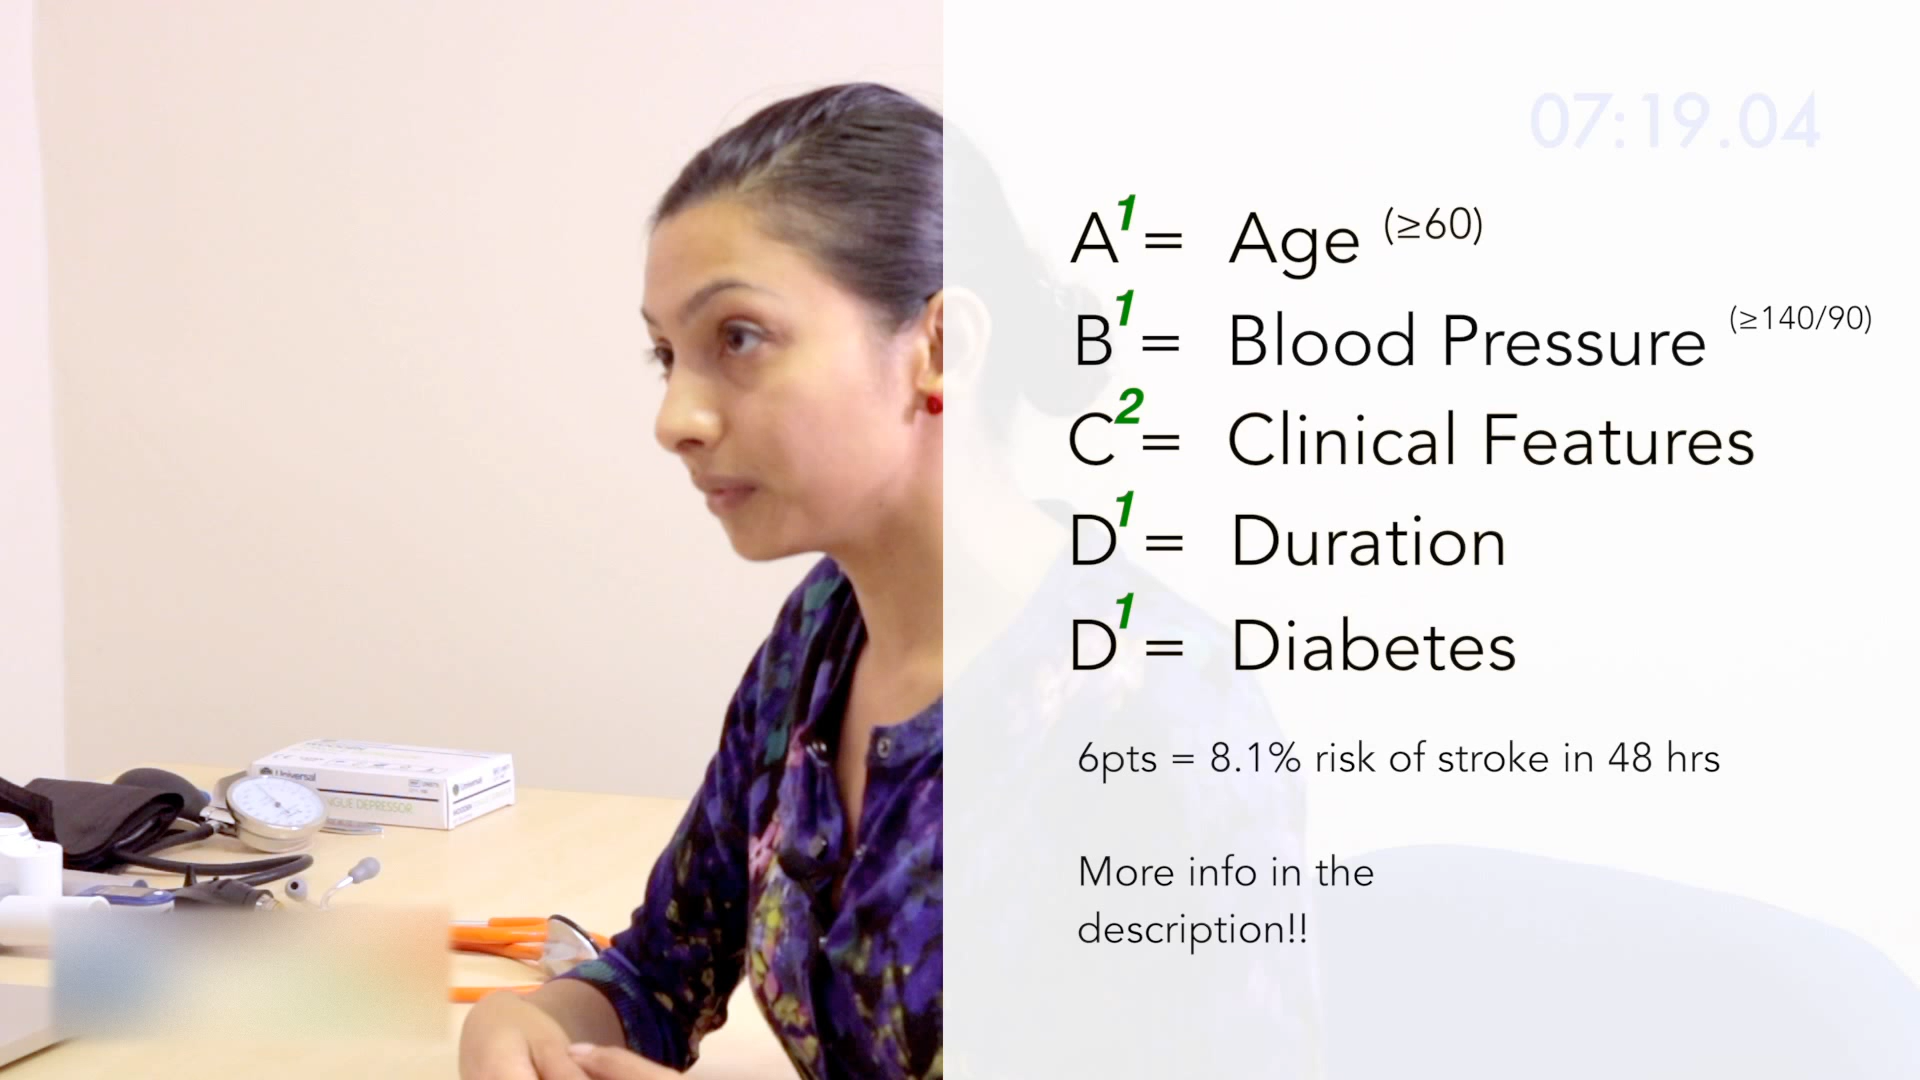 07:19.04
A1 = Age (≥60)
B1 = Blood Pressure (≥140/90)
C2 = Clinical Features
D1 = Duration
D1 = Diabetes
6pts = 8.1% risk of stroke in 48 hrs
More info in the
description!!
Universal
Universal
TONGUE DEPRESSOR